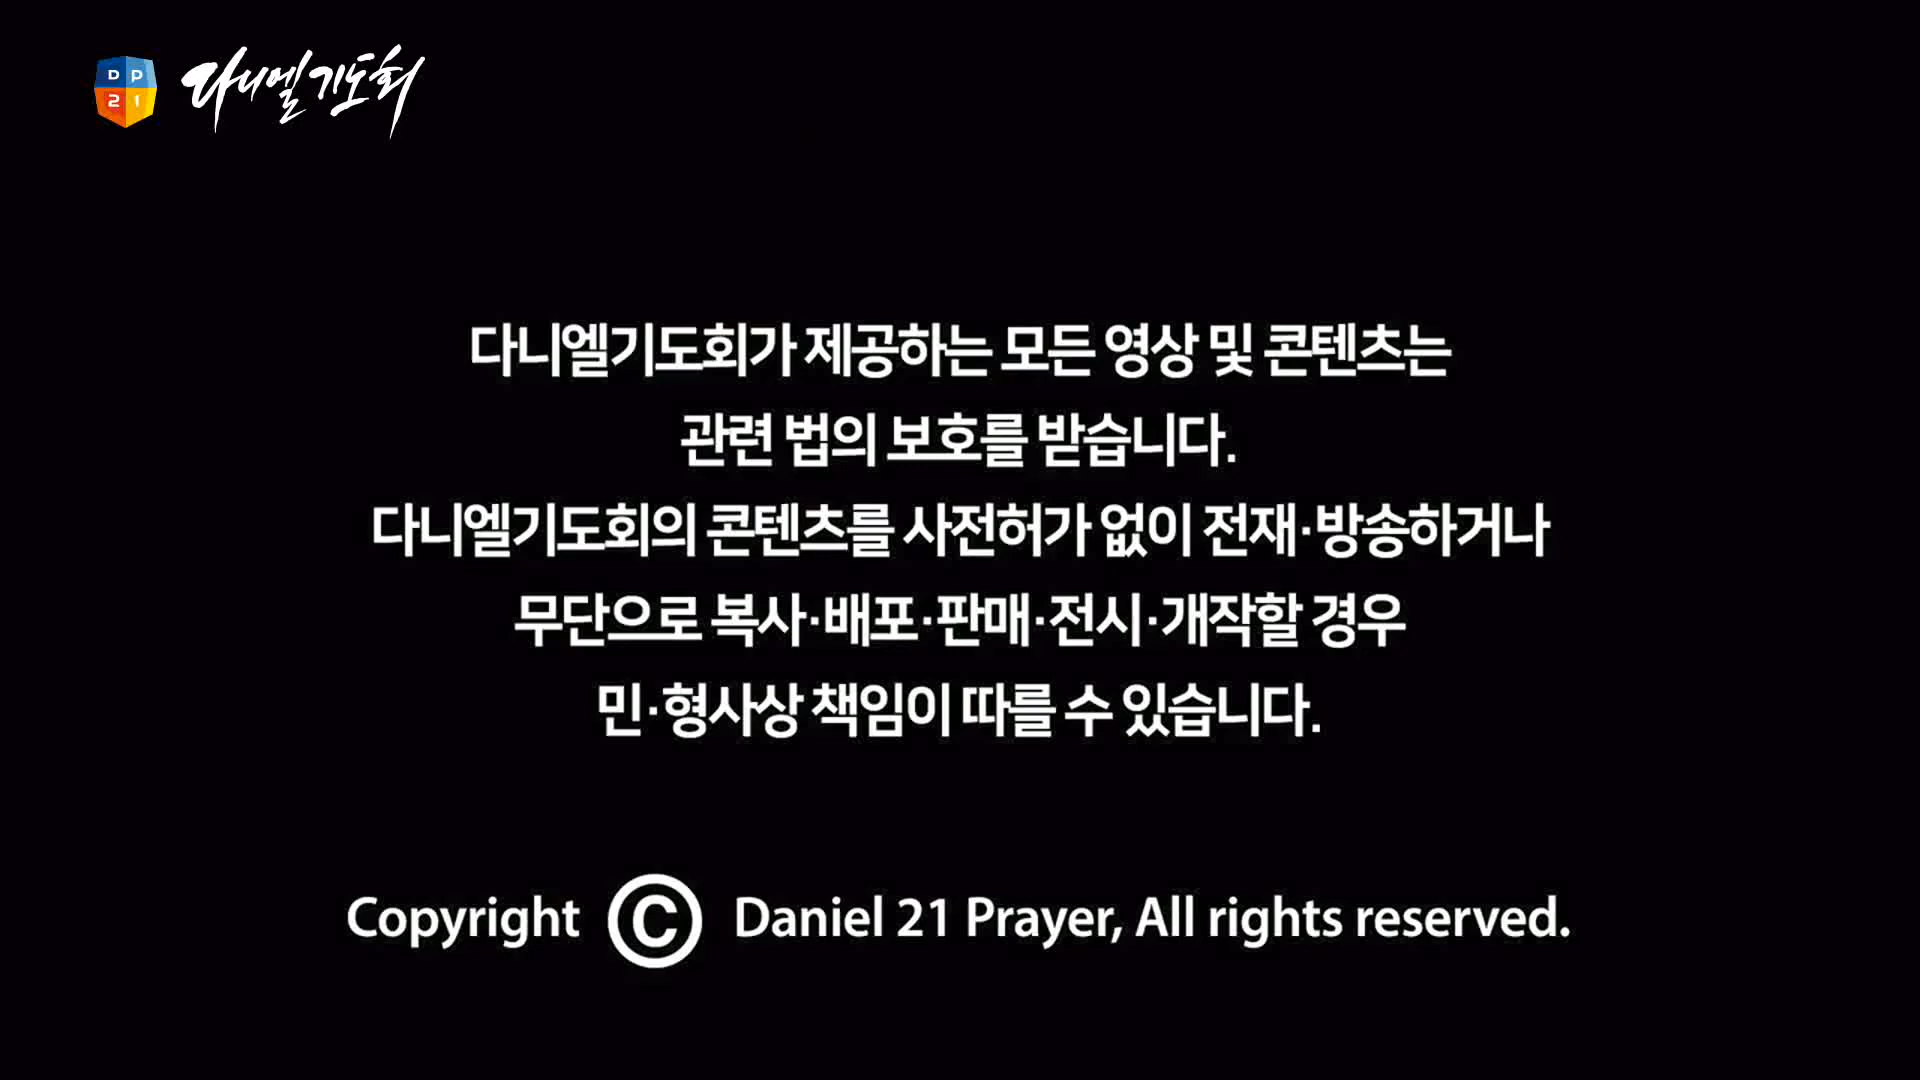 DP
21
다니엘기도회
다니엘기도회가 제공하는 모든 영상 및 콘텐츠는
관련 법의 보호를 받습니다.
다니엘기도회의 콘텐츠를 사전허가 없이 전재·방송하거나
무단으로 복사·배포·판매·전시·개작할 경우
민·형사상 책임이 따를 수 있습니다.
Copyright © Daniel 21 Prayer, All rights reserved.